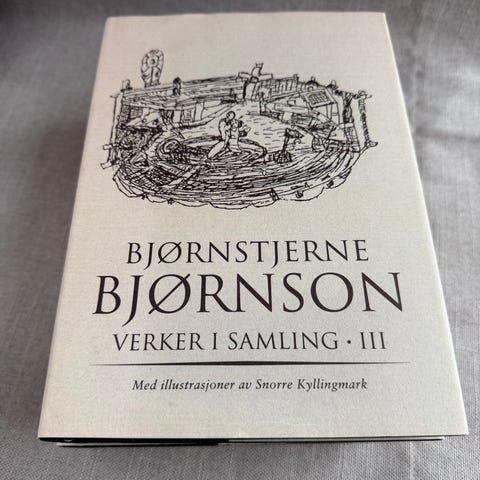 BJØRNSTJERNE
BJØRNSON
VERKER I SAMLING · III
Med illustrasjoner av Snorre Kyllingmark